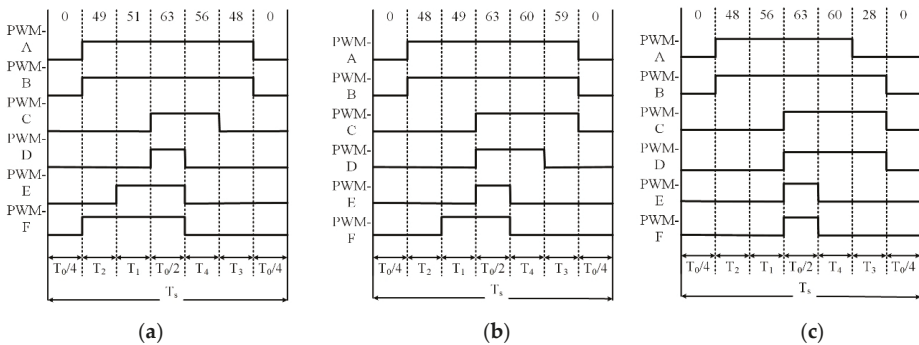 0 49 51 63 56 48 0
PWM-A
PWM-B
PWM-C
PWM-D
PWM-E
PWM-F
T₀/4 T₂ T₁ T₀/2 T₄ T₃ T₀/4
Tₛ
(a)
0 48 49 63 60 59 0
PWM-A
PWM-B
PWM-C
PWM-D
PWM-E
PWM-F
T₀/4 T₂ T₁ T₀/2 T₄ T₃ T₀/4
Tₛ
(b)
0 48 56 63 60 28 0
PWM-A
PWM-B
PWM-C
PWM-D
PWM-E
PWM-F
T₀/4 T₂ T₁ T₀/2 T₄ T₃ T₀/4
Tₛ
(c)